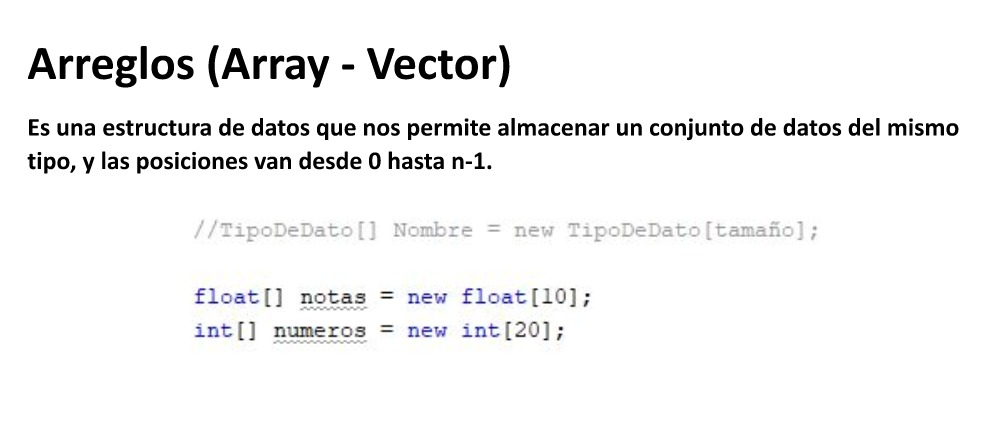 Arreglos (Array - Vector)
Es una estructura de datos que nos permite almacenar un conjunto de datos del mismo
tipo, y las posiciones van desde 0 hasta n-1.
//TipoDeDato[] Nombre = new TipoDeDato[tamaño];
float[] notas = new float[10];
int[] numeros = new int[20];